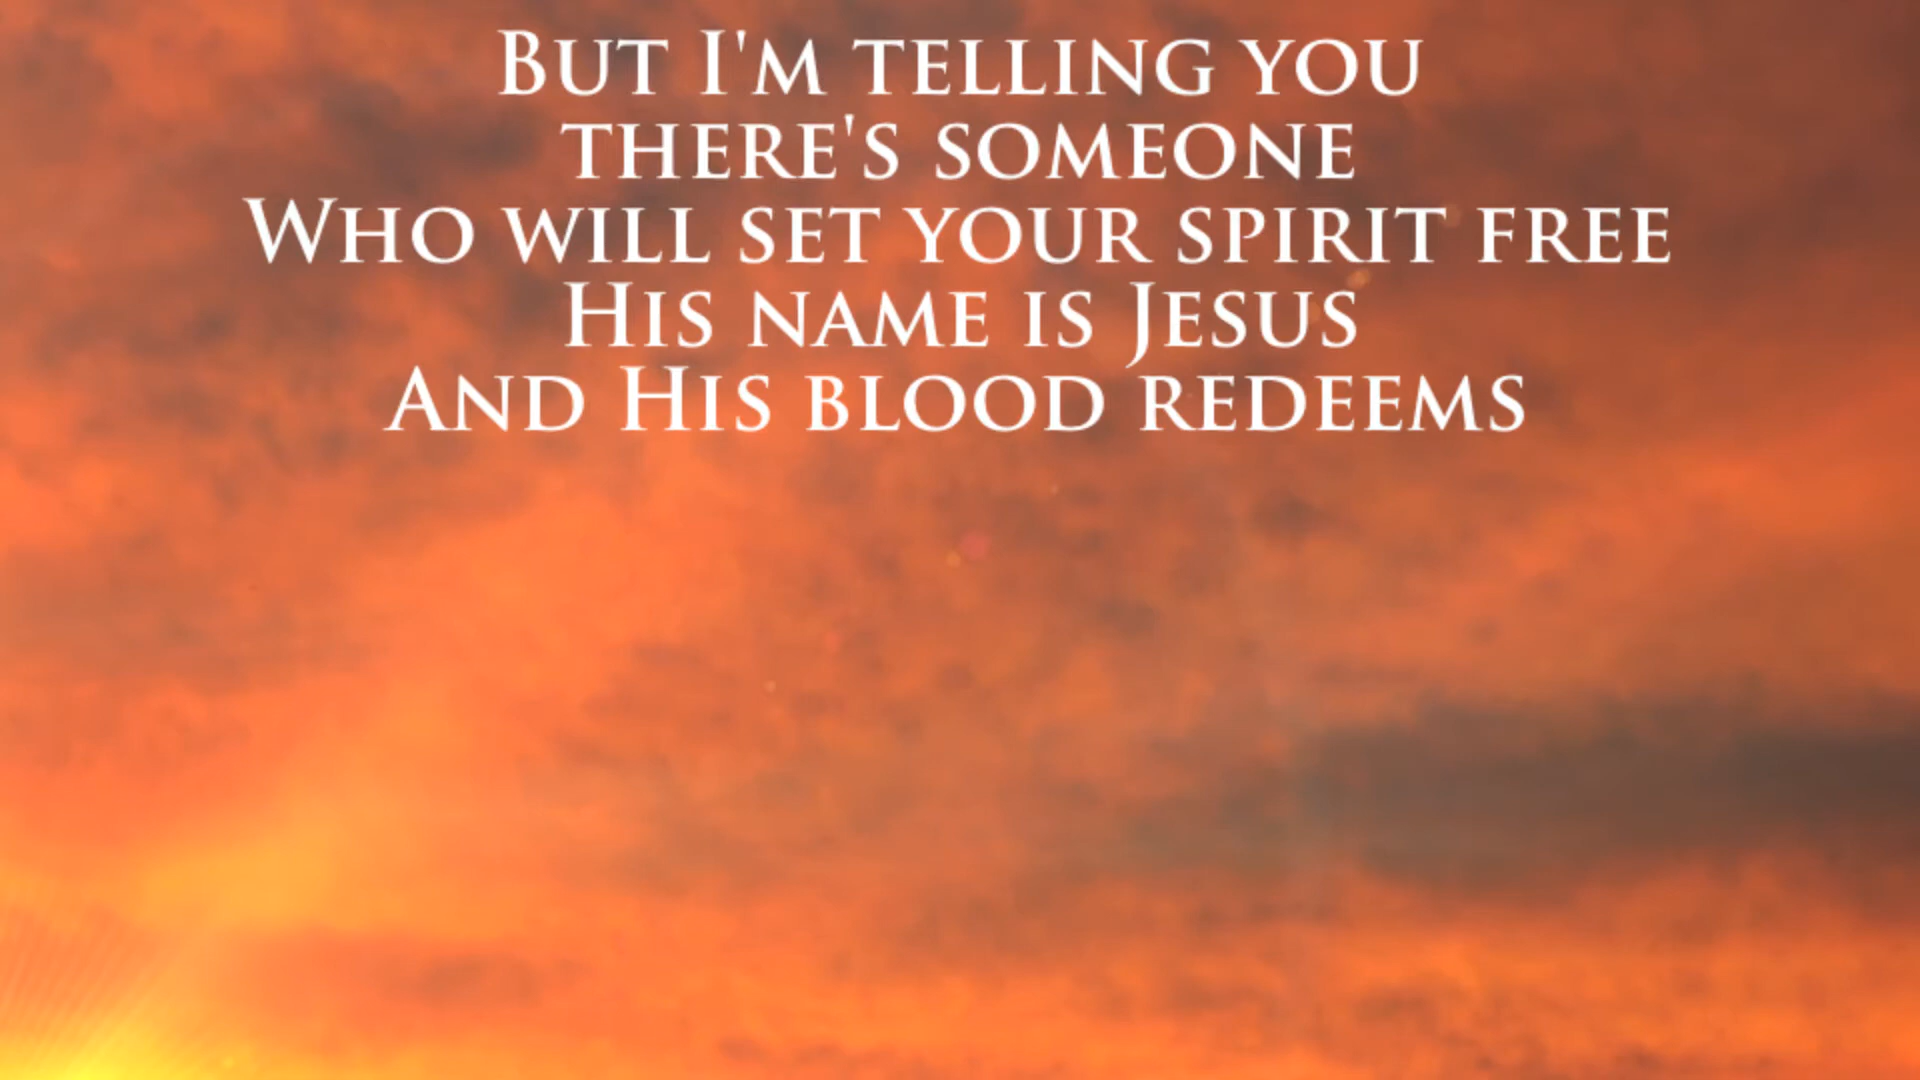 But I'm telling you
there's someone
Who will set your spirit free
His name is Jesus
And His blood redeems